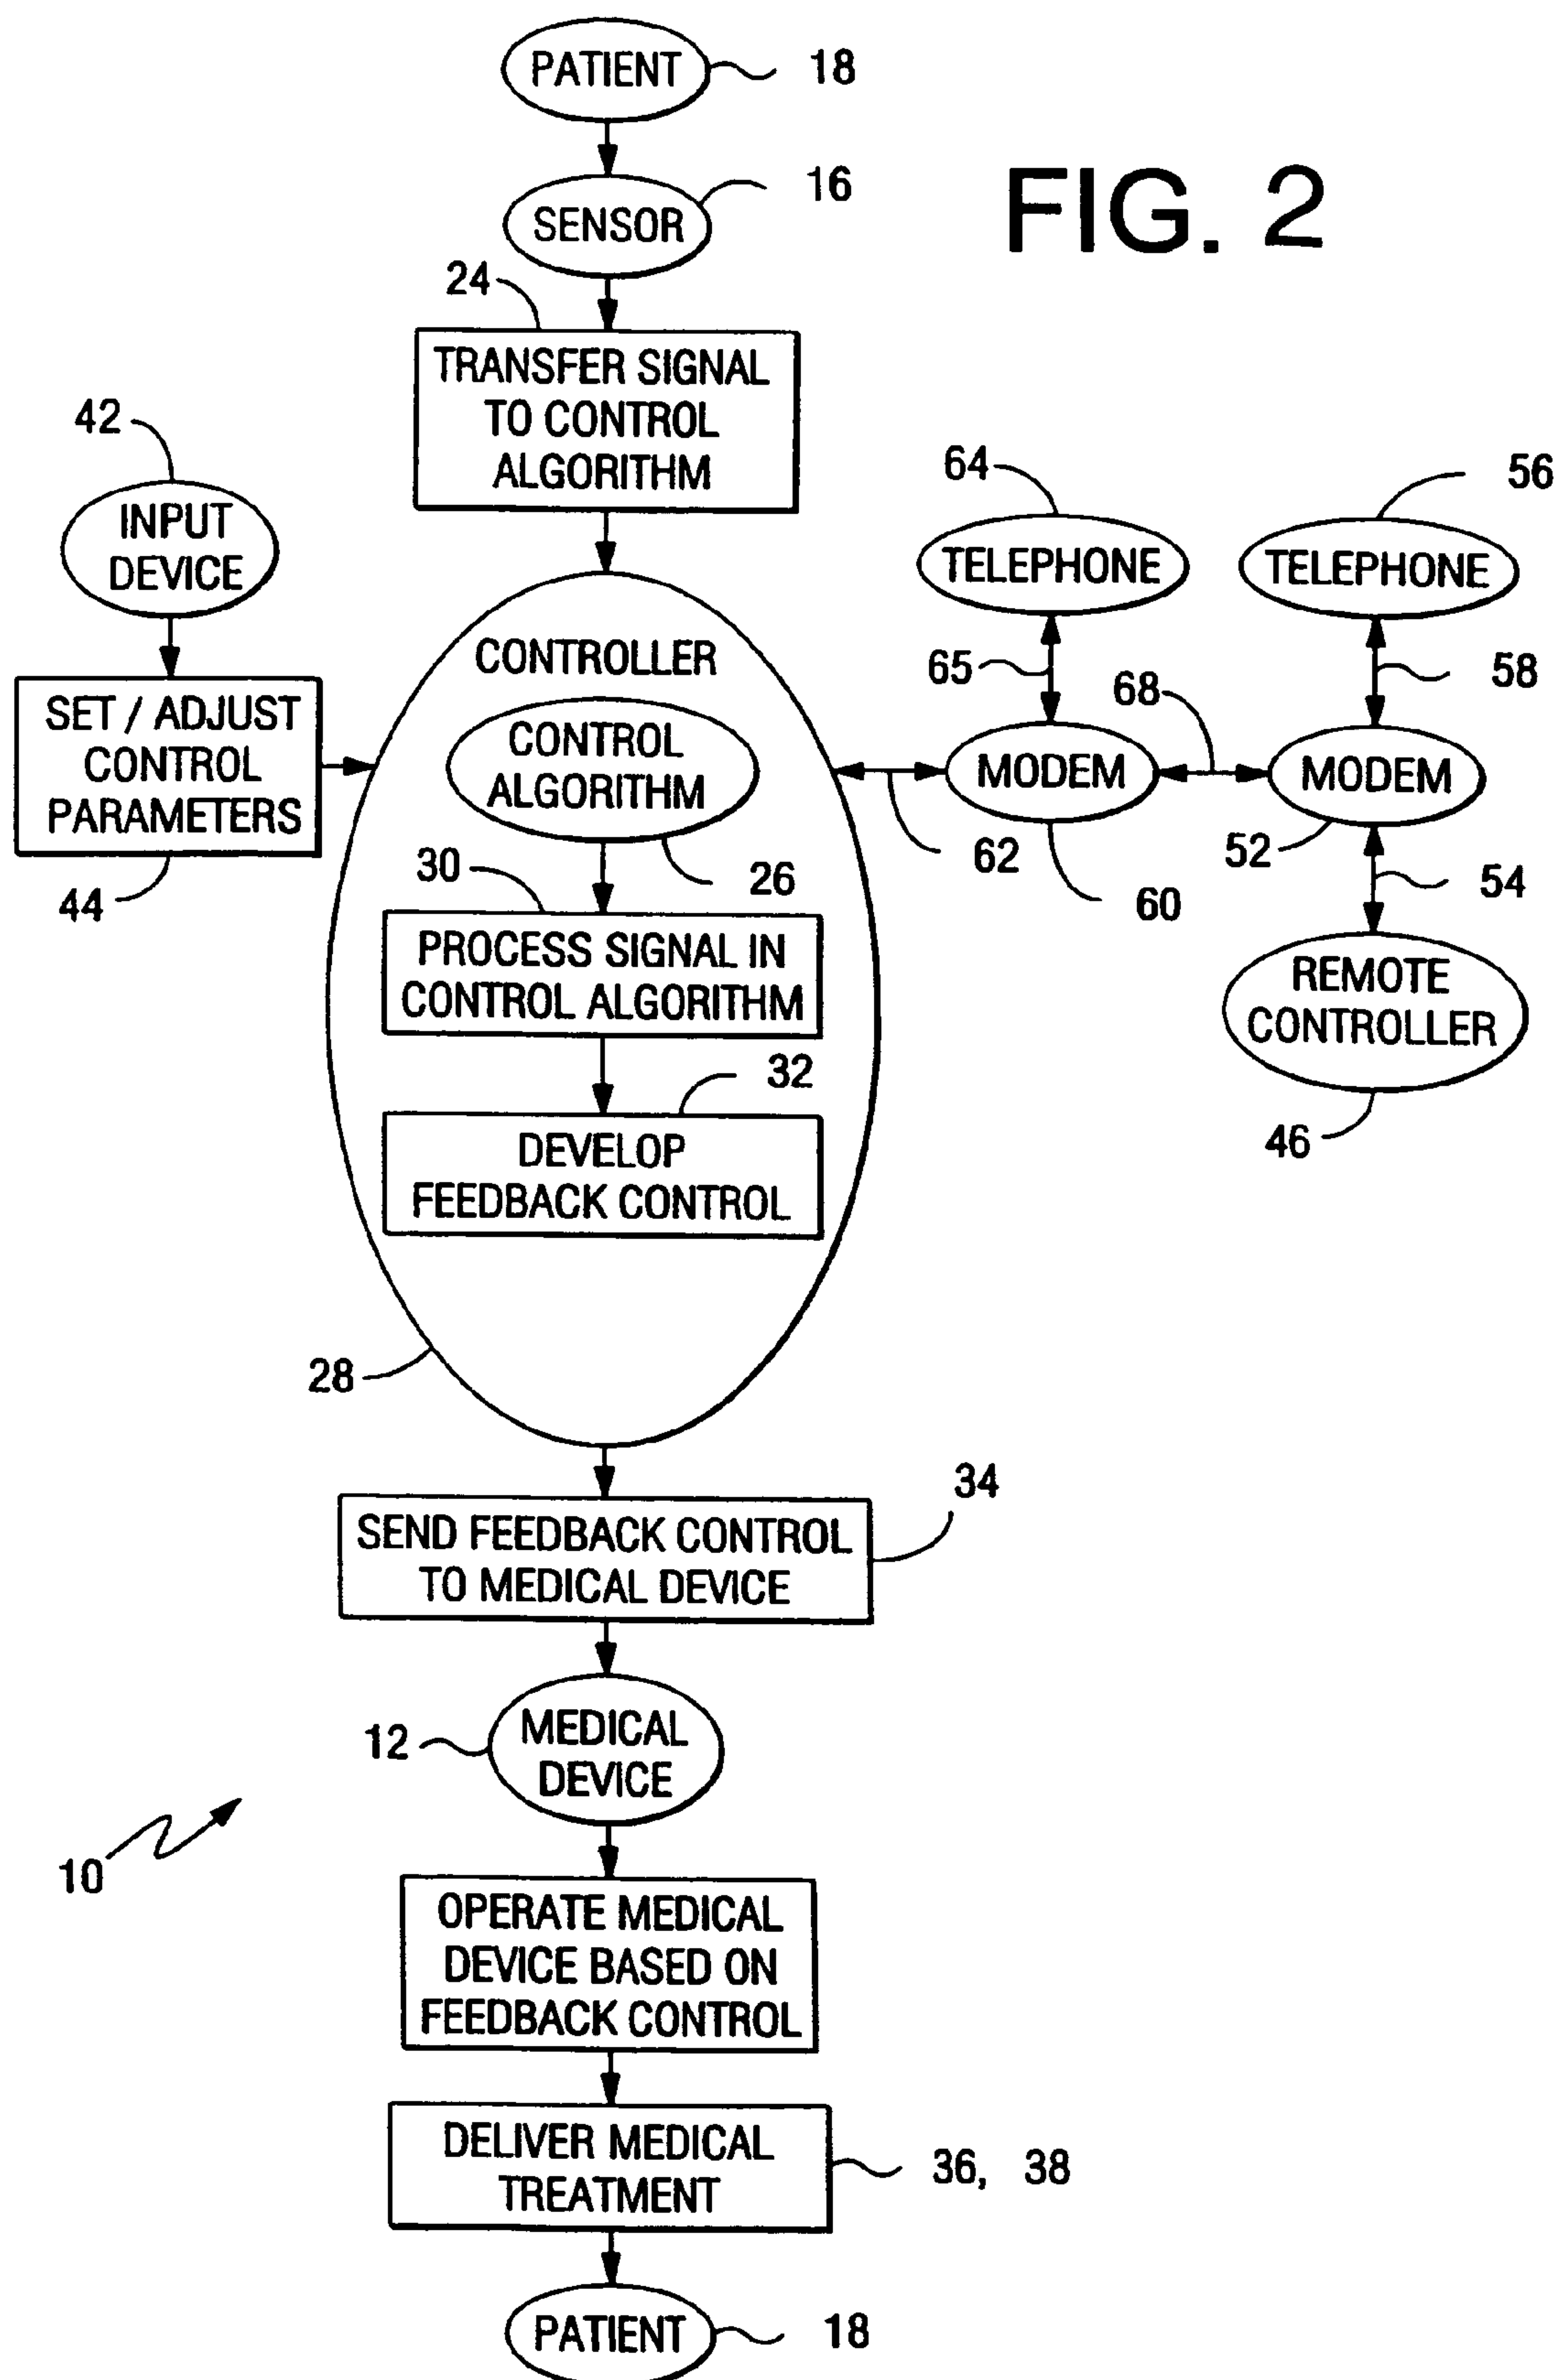 PATIENT
18
SENSOR
16
FIG. 2
24
TRANSFER SIGNAL
TO CONTROL
ALGORITHM
42
INPUT
DEVICE
SET / ADJUST
CONTROL
PARAMETERS
44
64
TELEPHONE
56
TELEPHONE
65
58
68
MODEM
MODEM
62
60
52
54
REMOTE
CONTROLLER
46
CONTROLLER
CONTROL
ALGORITHM
26
30
PROCESS SIGNAL IN
CONTROL ALGORITHM
32
DEVELOP
FEEDBACK CONTROL
28
34
SEND FEEDBACK CONTROL
TO MEDICAL DEVICE
12
MEDICAL
DEVICE
10
OPERATE MEDICAL
DEVICE BASED ON
FEEDBACK CONTROL
DELIVER MEDICAL
TREATMENT
36, 38
PATIENT
18